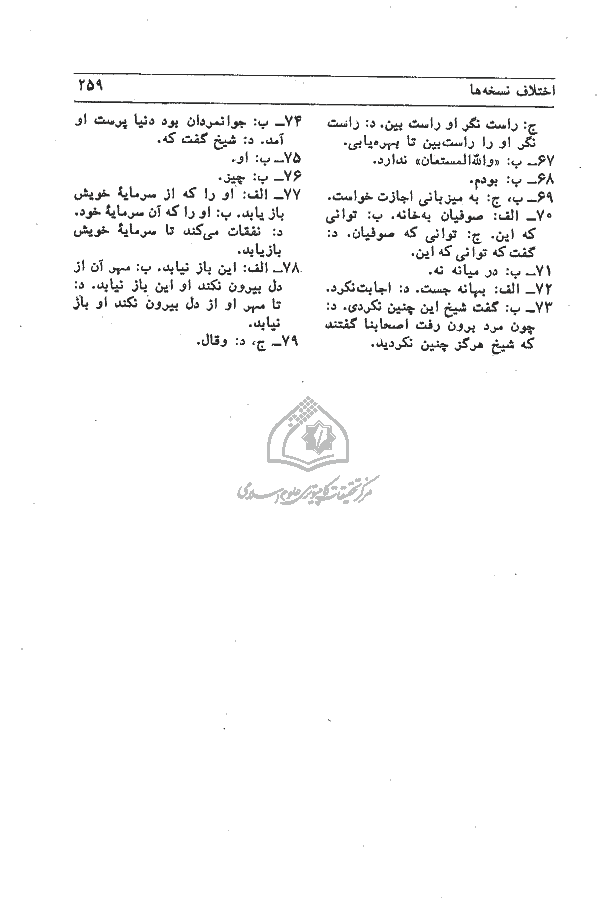 اختلاف نسخه‌ها ۲۵۹
ج: راست نگر او راست بین. د: راست
نگر او را راست‌بین تا بهره‌یابی.
۶۷ـ ب: «والله‌المستعان» ندارد.
۶۸ـ ب: بودم.
۶۹ـ ب، ج: به میزبانی اجازت خواست.
۷۰ـ الف: صوفیان به‌خانه. ب: توانی
که این. ج: توانی که صوفیان. د:
گفت که توانی که این.
۷۱ـ ب: در میانه نه.
۷۲ـ الف: بهانه جست. د: اجابت‌نکرد.
۷۳ـ ب: گفت شیخ این چنین نکردی. د:
چون مرد برون رفت اصحابنا گفتند
که شیخ هرگز چنین نکردید.
۷۴ـ ب: جوانمردان بود دنیا پرست او
آمد. د: شیخ گفت که.
۷۵ـ ب: او.
۷۶ـ ب: چیز.
۷۷ـ الف: او را که از سرمایهٔ خویش
باز یابد. ب: او را که آن سرمایهٔ خود.
د: نفقات می‌کند تا سرمایهٔ خویش
بازیابد.
۷۸ـ الف: این باز نیابد. ب: مهر آن از
دل بیرون نکند او این باز نیابد. د:
تا مهر او از دل بیرون نکند او باز
نیابد.
۷۹ـ ج، د: وقال.
مرکز تحقیقات کامپیوتری علوم اسلامی